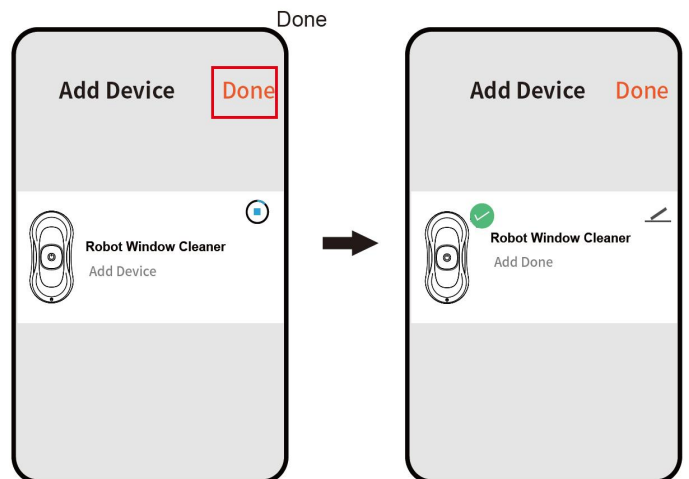 Done
Add Device Done
Robot Window Cleaner
Add Device
Add Device Done
Robot Window Cleaner
Add Done